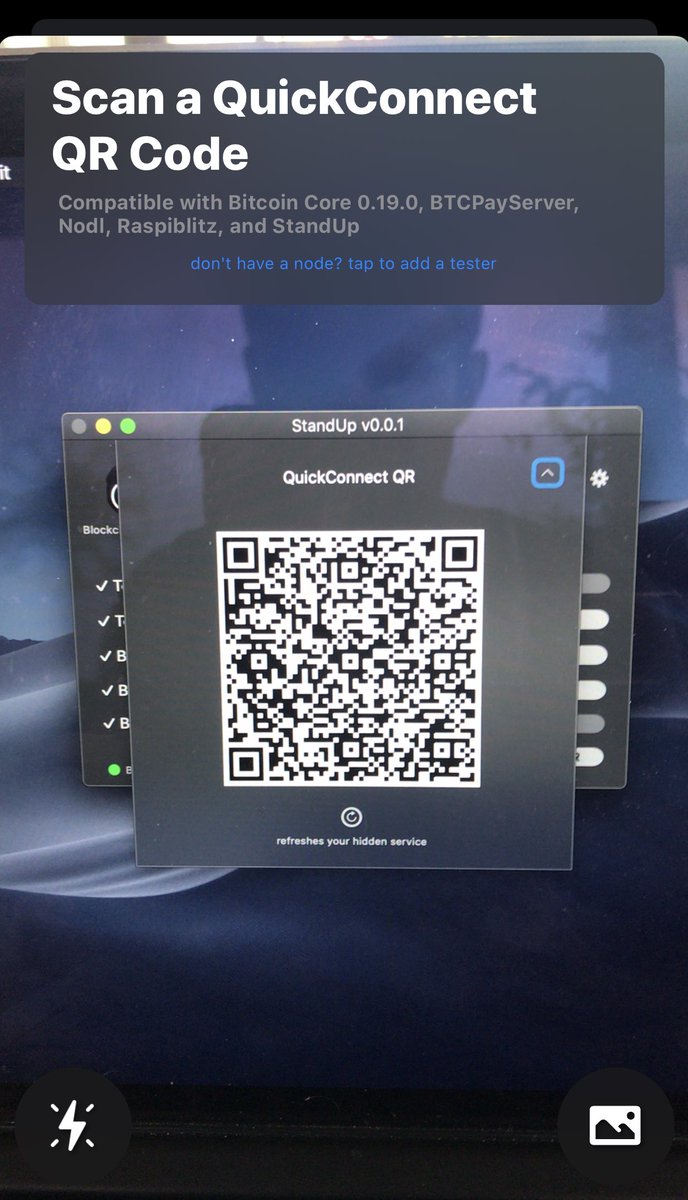 Scan a QuickConnect
QR Code
Compatible with Bitcoin Core 0.19.0, BTCPayServer,
Nodl, Raspiblitz, and StandUp
don't have a node? tap to add a tester
it
StandUp v0.0.1
QuickConnect QR
Blockc
✓ T
✓ T
✓ B
✓ B
✓ B
B
refreshes your hidden service